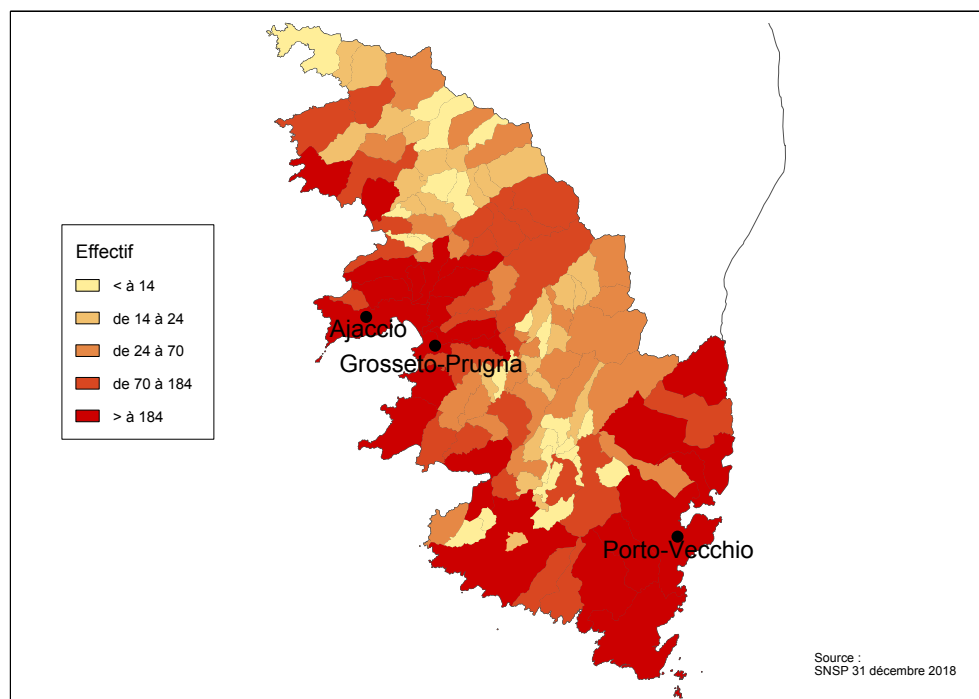 Effectif
< à 14
de 14 à 24
de 24 à 70
de 70 à 184
> à 184
Ajaccio
Grosseto-Prugna
Porto-Vecchio
Source :
SNSP 31 décembre 2018